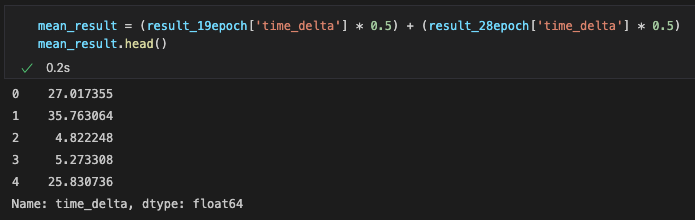 mean_result = (result_19epoch['time_delta'] * 0.5) + (result_28epoch['time_delta'] * 0.5)
mean_result.head()
✓ 0.2s
0 27.017355
1 35.763064
2 4.822248
3 5.273308
4 25.830736
Name: time_delta, dtype: float64